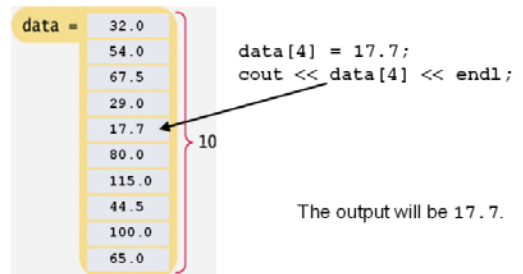 data =
32.0
54.0
67.5
29.0
17.7
80.0
115.0
44.5
100.0
65.0
10
data[4] = 17.7;
cout << data[4] << endl;
The output will be 17.7.